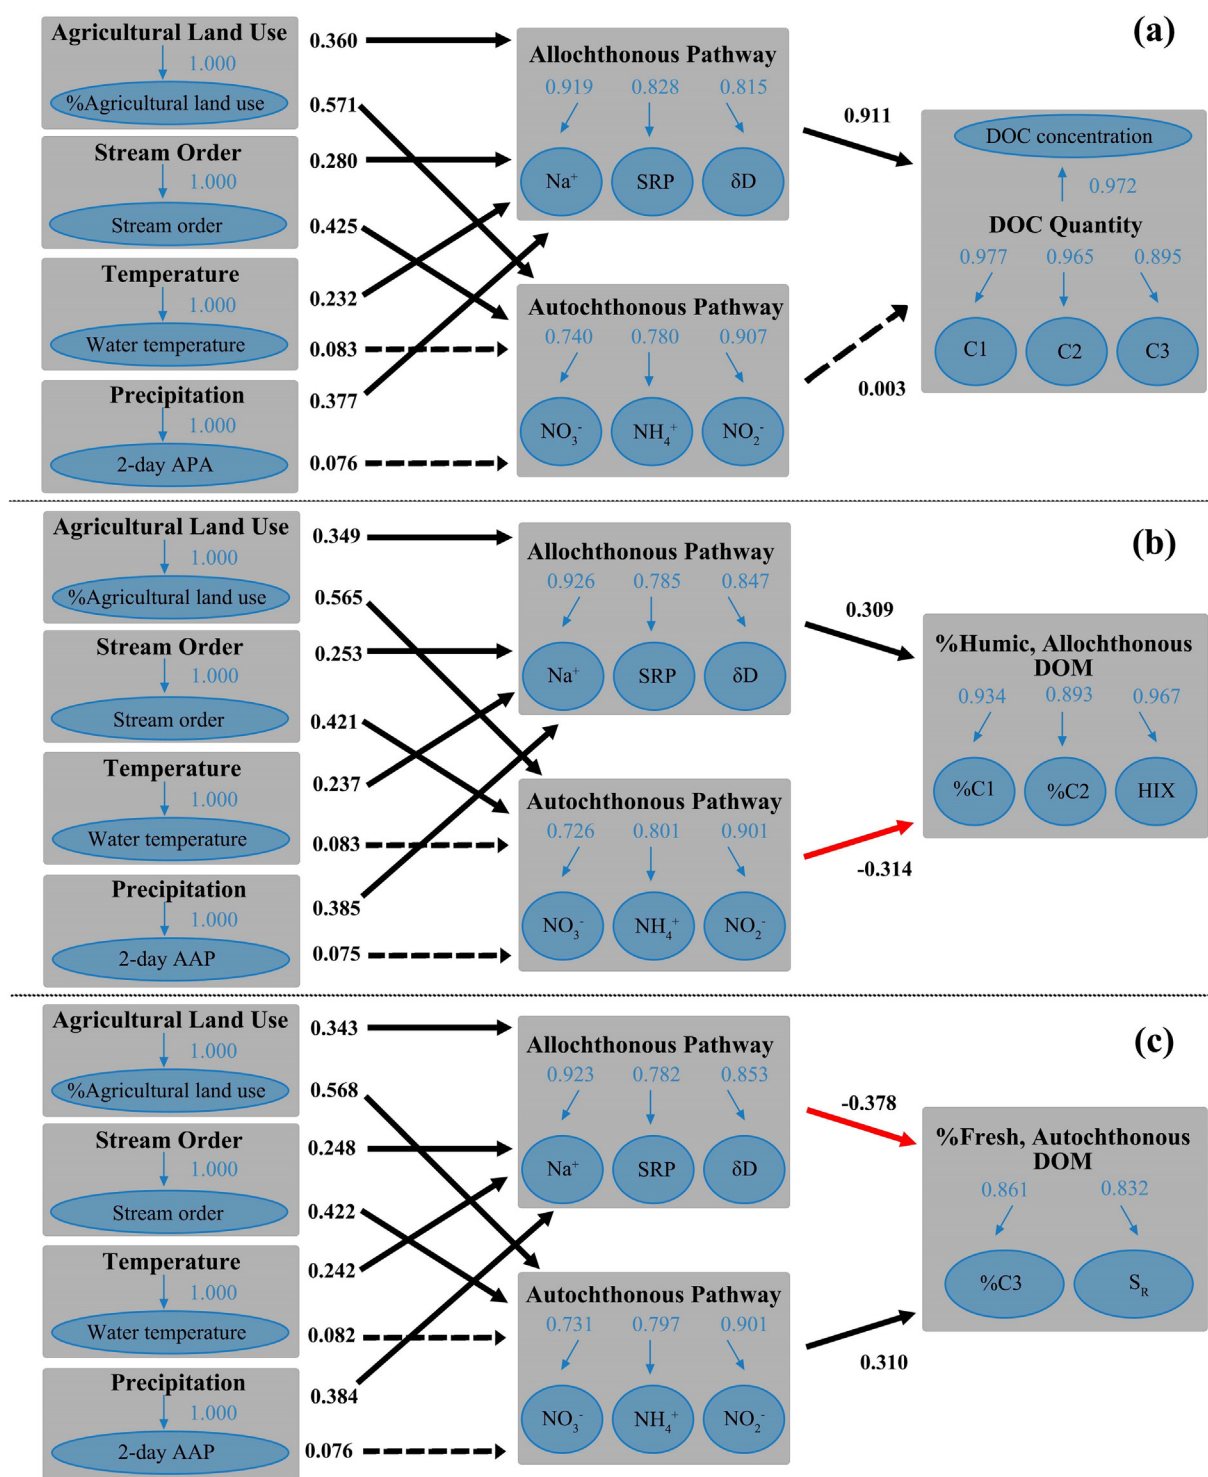 (a)
Agricultural Land Use
1.000
%Agricultural land use
Stream Order
1.000
Stream order
Temperature
1.000
Water temperature
Precipitation
1.000
2-day APA
0.360
0.571
0.280
0.425
0.232
0.083
0.377
0.076
Allochthonous Pathway
0.919 0.828 0.815
Na⁺ SRP δD
Autochthonous Pathway
0.740 0.780 0.907
NO₃⁻ NH₄⁺ NO₂⁻
0.911
0.003
DOC concentration
0.972
DOC Quantity
0.977 0.965 0.895
C1 C2 C3
(b)
Agricultural Land Use
1.000
%Agricultural land use
Stream Order
1.000
Stream order
Temperature
1.000
Water temperature
Precipitation
1.000
2-day AAP
0.349
0.565
0.253
0.421
0.237
0.083
0.385
0.075
Allochthonous Pathway
0.926 0.785 0.847
Na⁺ SRP δD
Autochthonous Pathway
0.726 0.801 0.901
NO₃⁻ NH₄⁺ NO₂⁻
0.309
-0.314
%Humic, Allochthonous
DOM
0.934 0.893 0.967
%C1 %C2 HIX
(c)
Agricultural Land Use
1.000
%Agricultural land use
Stream Order
1.000
Stream order
Temperature
1.000
Water temperature
Precipitation
1.000
2-day AAP
0.343
0.568
0.248
0.422
0.242
0.082
0.384
0.076
Allochthonous Pathway
0.923 0.782 0.853
Na⁺ SRP δD
Autochthonous Pathway
0.731 0.797 0.901
NO₃⁻ NH₄⁺ NO₂⁻
-0.378
0.310
%Fresh, Autochthonous
DOM
0.861 0.832
%C3 S_R